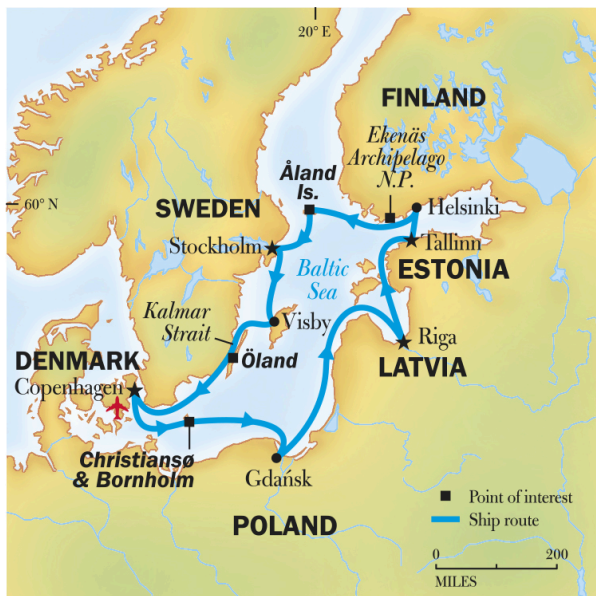 20° E
FINLAND
Ekenäs
Archipelago
N.P.
Åland
Is.
60° N
Helsinki
SWEDEN
Stockholm
Tallinn
ESTONIA
Baltic
Sea
Kalmar
Strait
Visby
Öland
Riga
LATVIA
DENMARK
Copenhagen
Christiansø
& Bornholm
Gdańsk
POLAND
Point of interest
Ship route
0 200
MILES